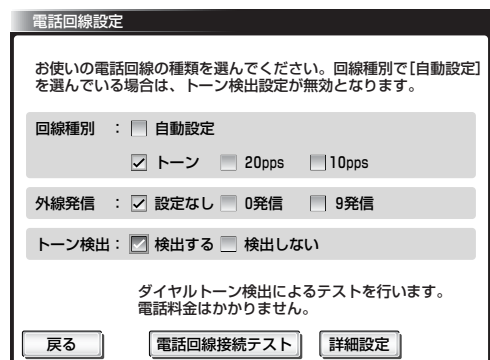 電話回線設定
お使いの電話回線の種類を選んでください。回線種別で[自動設定]
を選んでいる場合は、トーン検出設定が無効となります。
回線種別 : 自動設定
トーン 20pps 10pps
外線発信 : 設定なし 0発信 9発信
トーン検出 : 検出する 検出しない
ダイヤルトーン検出によるテストを行います。
電話料金はかかりません。
戻る 電話回線接続テスト 詳細設定